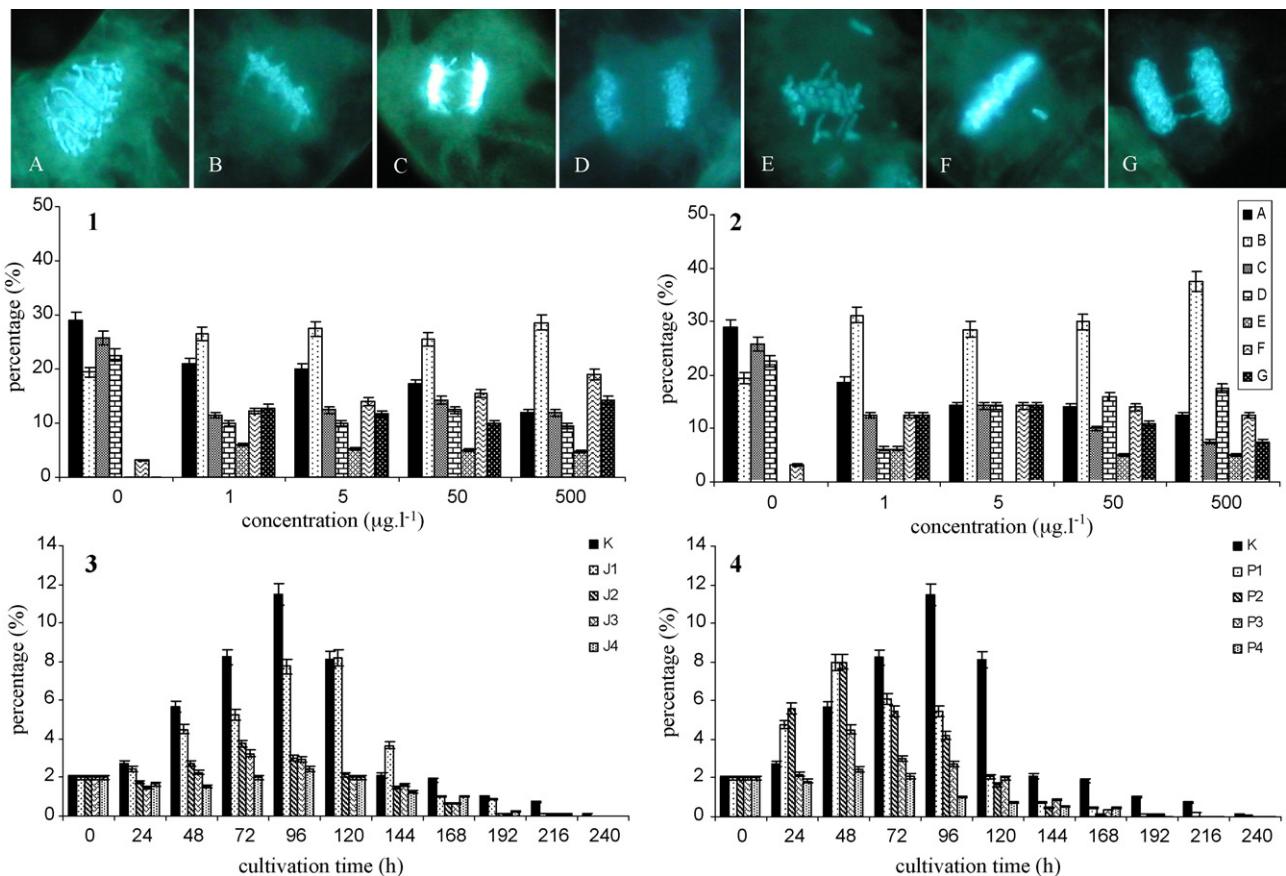 A B C D E F G
1
50
40
30
20
10
0
percentage (%)
0 1 5 50 500
concentration (µg.l⁻¹)
2
50
40
30
20
10
0
percentage (%)
0 1 5 50 500
concentration (µg.l⁻¹)
A
B
C
D
E
F
G
3
14
12
10
8
6
4
2
0
percentage (%)
0 24 48 72 96 120 144 168 192 216 240
cultivation time (h)
K
J1
J2
J3
J4
4
14
12
10
8
6
4
2
0
percentage (%)
0 24 48 72 96 120 144 168 192 216 240
cultivation time (h)
K
P1
P2
P3
P4